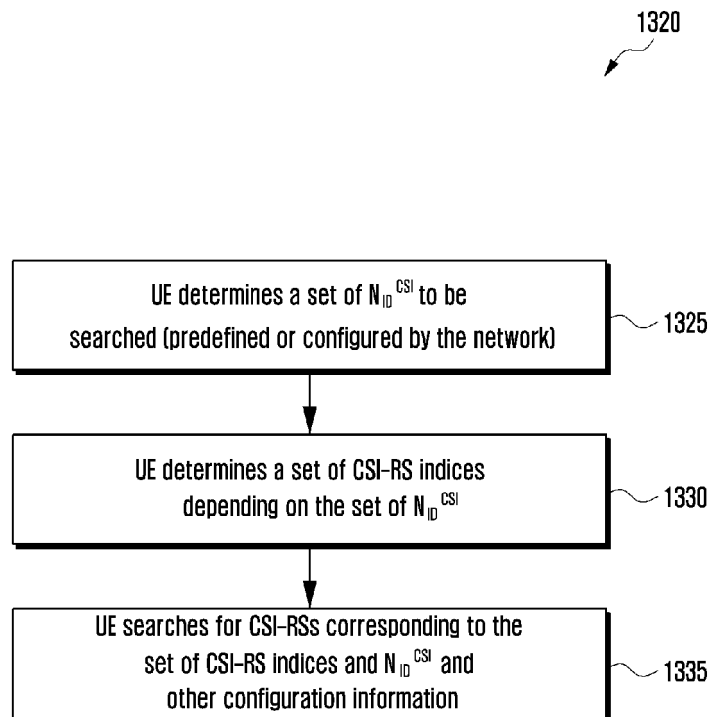 1320
UE determines a set of N_ID^CSI to be
searched (predefined or configured by the network)
1325
UE determines a set of CSI-RS indices
depending on the set of N_ID^CSI
1330
UE searches for CSI-RSs corresponding to the
set of CSI-RS indices and N_ID^CSI and
other configuration information
1335